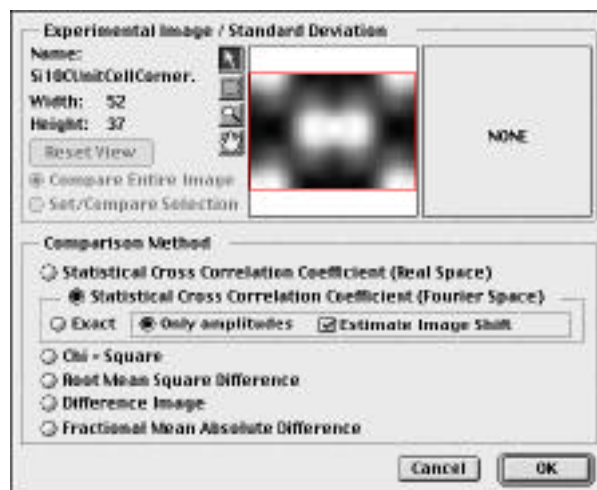 Experimental Image / Standard Deviation
Name:
Si110UnitCellCorner.
Width: 52
Height: 37
Reset View
Compare Entire Image
Set/Compare Selection
NONE
Comparison Method
Statistical Cross Correlation Coefficient (Real Space)
Statistical Cross Correlation Coefficient (Fourier Space)
Exact Only amplitudes Estimate Image Shift
Chi - Square
Root Mean Square Difference
Difference Image
Fractional Mean Absolute Difference
Cancel OK